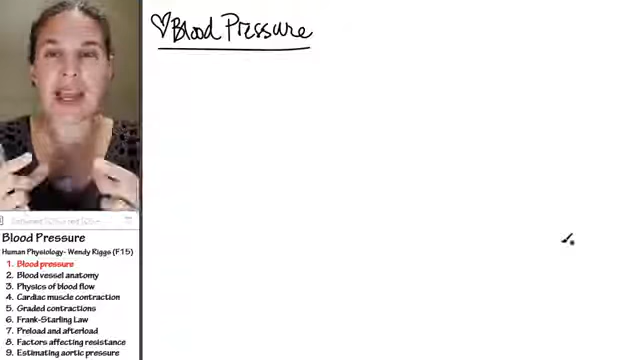 ♡Blood Pressure
Blood Pressure
Human Physiology- Wendy Riggs (F15)
1. Blood pressure
2. Blood vessel anatomy
3. Physics of blood flow
4. Cardiac muscle contraction
5. Graded contractions
6. Frank-Starling Law
7. Preload and afterload
8. Factors affecting resistance
9. Estimating aortic pressure